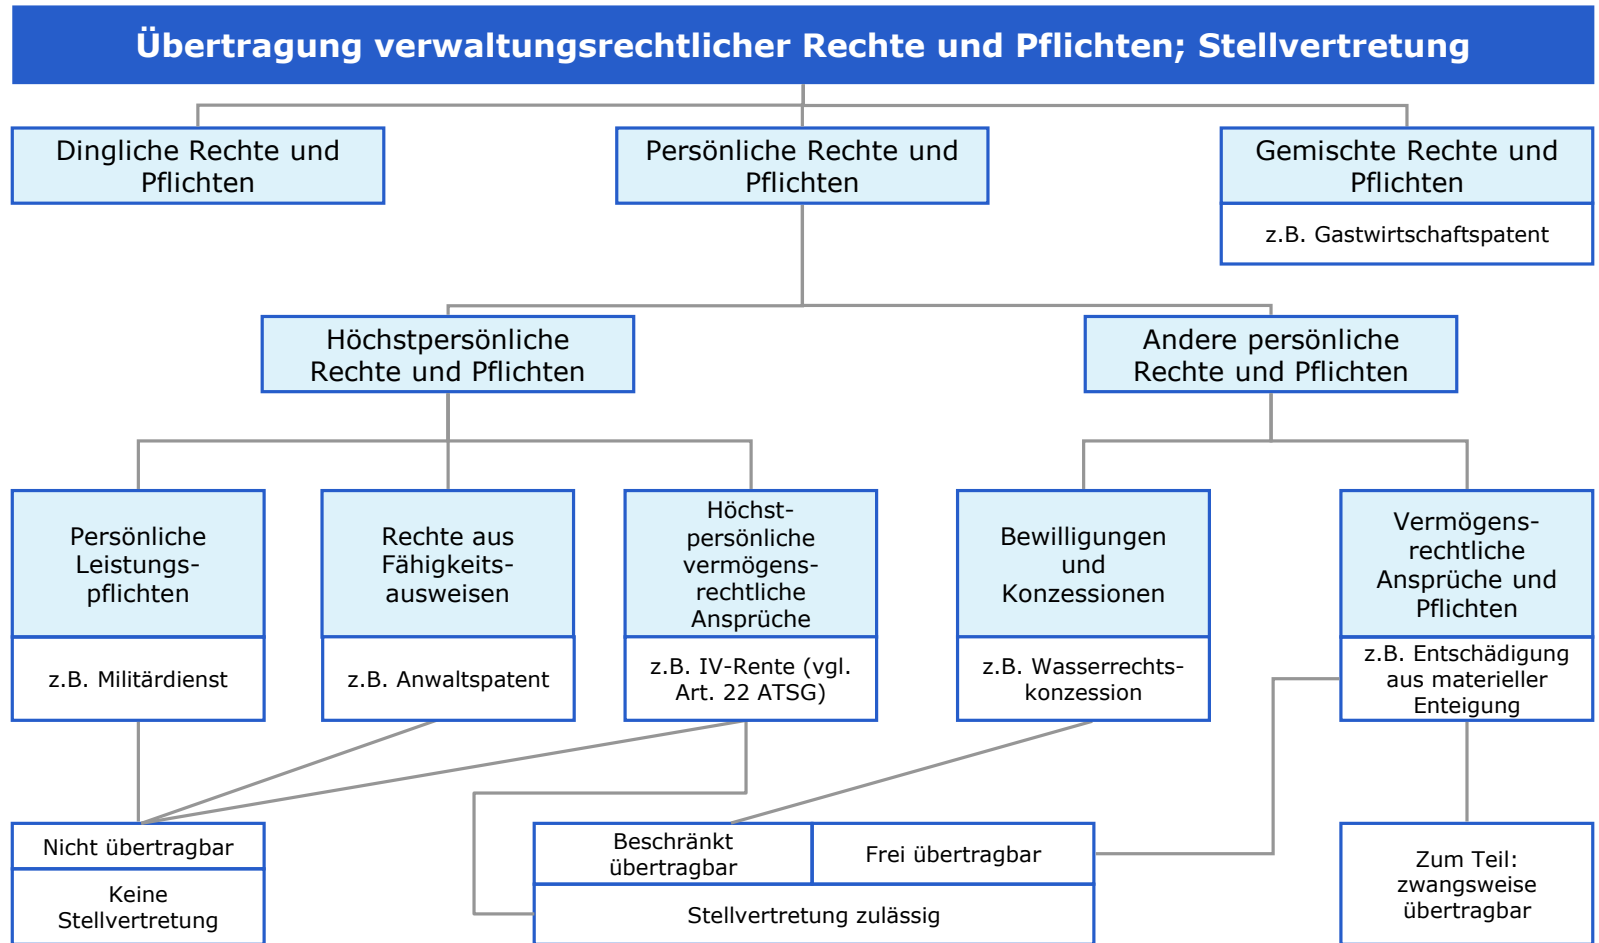 Übertragung verwaltungsrechtlicher Rechte und Pflichten; Stellvertretung
Dingliche Rechte und
Pflichten
Persönliche Rechte und
Pflichten
Gemischte Rechte und
Pflichten
z.B. Gastwirtschaftspatent
Höchstpersönliche
Rechte und Pflichten
Andere persönliche
Rechte und Pflichten
Persönliche
Leistungs-
pflichten
z.B. Militärdienst
Rechte aus
Fähigkeits-
ausweisen
z.B. Anwaltspatent
Höchst-
persönliche
vermögens-
rechtliche
Ansprüche
z.B. IV-Rente (vgl.
Art. 22 ATSG)
Bewilligungen
und
Konzessionen
z.B. Wasserrechts-
konzession
Vermögens-
rechtliche
Ansprüche und
Pflichten
z.B. Entschädigung
aus materieller
Enteigung
Nicht übertragbar
Keine
Stellvertretung
Beschränkt
übertragbar
Frei übertragbar
Stellvertretung zulässig
Zum Teil:
zwangsweise
übertragbar